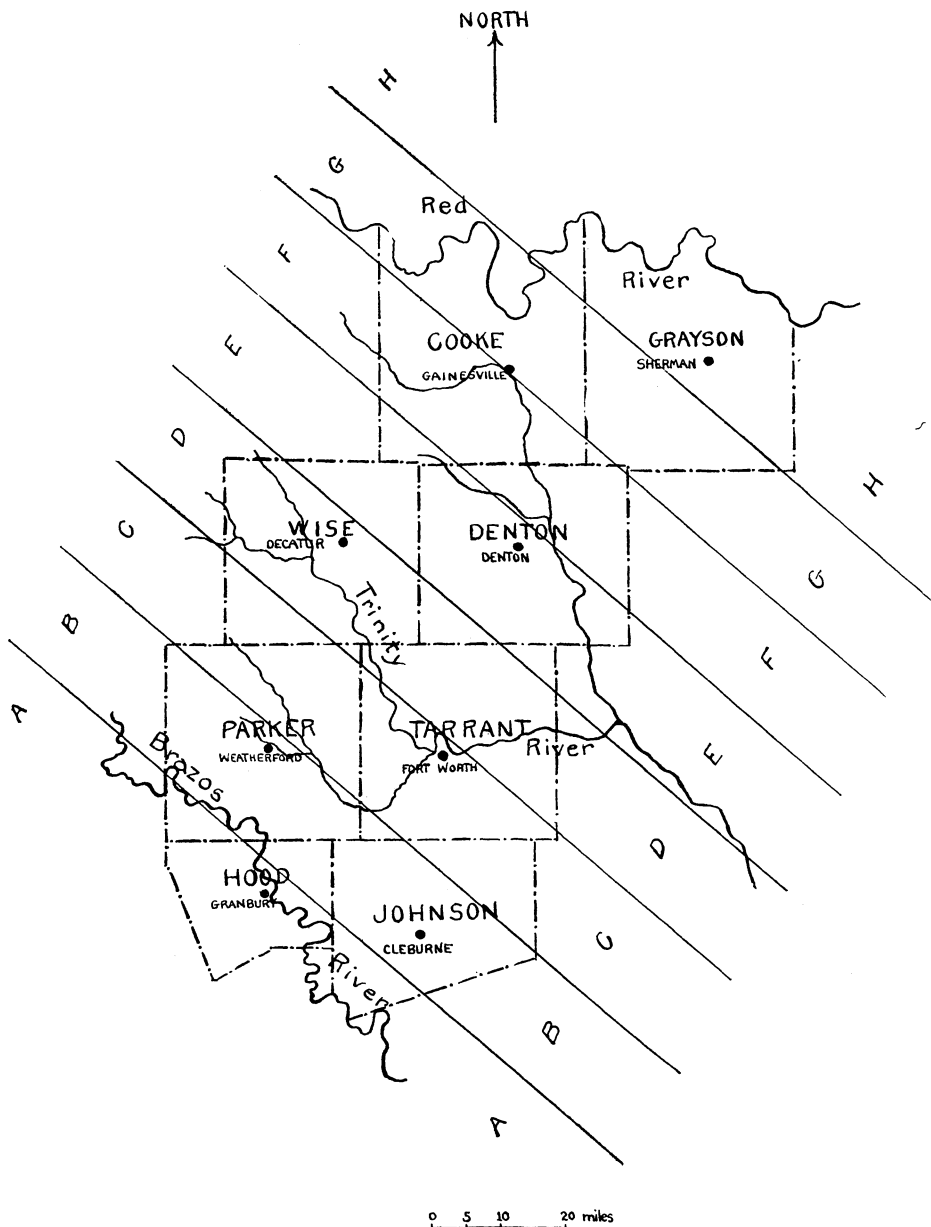 NORTH
H
G
Red
F
River
E
COOKE
GRAYSON
SHERMAN
GAINESVILLE
D
H
C
WISE
DECATUR
DENTON
DENTON
G
B
Trinity
F
A
PARKER
WEATHERFORD
TARRANT
FORT WORTH
River
E
Brazos
D
HOOD
GRANBURY
JOHNSON
CLEBURNE
C
River
B
A
0 5 10 20 miles